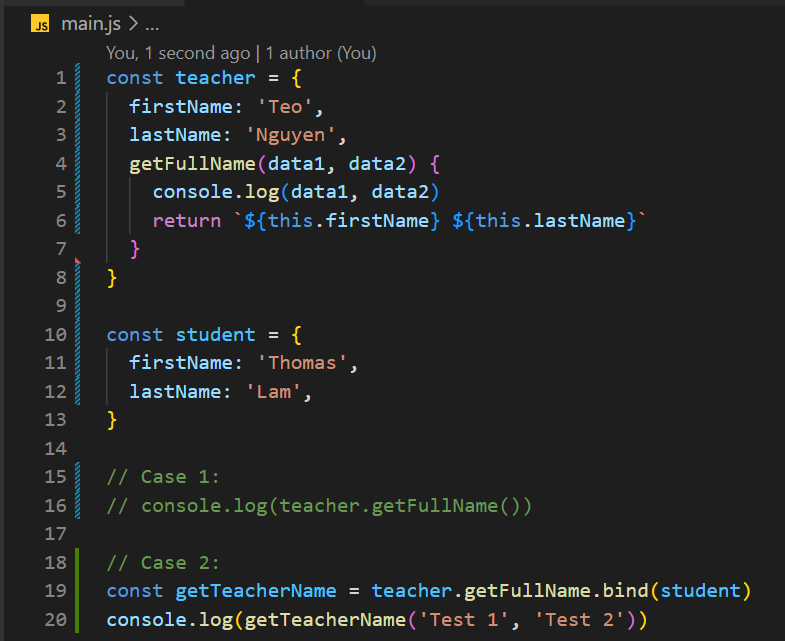 JS main.js > ...
You, 1 second ago | 1 author (You)
1 const teacher = {
2   firstName: 'Teo',
3   lastName: 'Nguyen',
4   getFullName(data1, data2) {
5     console.log(data1, data2)
6     return `${this.firstName} ${this.lastName}`
7   }
8 }
9
10 const student = {
11   firstName: 'Thomas',
12   lastName: 'Lam',
13 }
14
15 // Case 1:
16 // console.log(teacher.getFullName())
17
18 // Case 2:
19 const getTeacherName = teacher.getFullName.bind(student)
20 console.log(getTeacherName('Test 1', 'Test 2'))